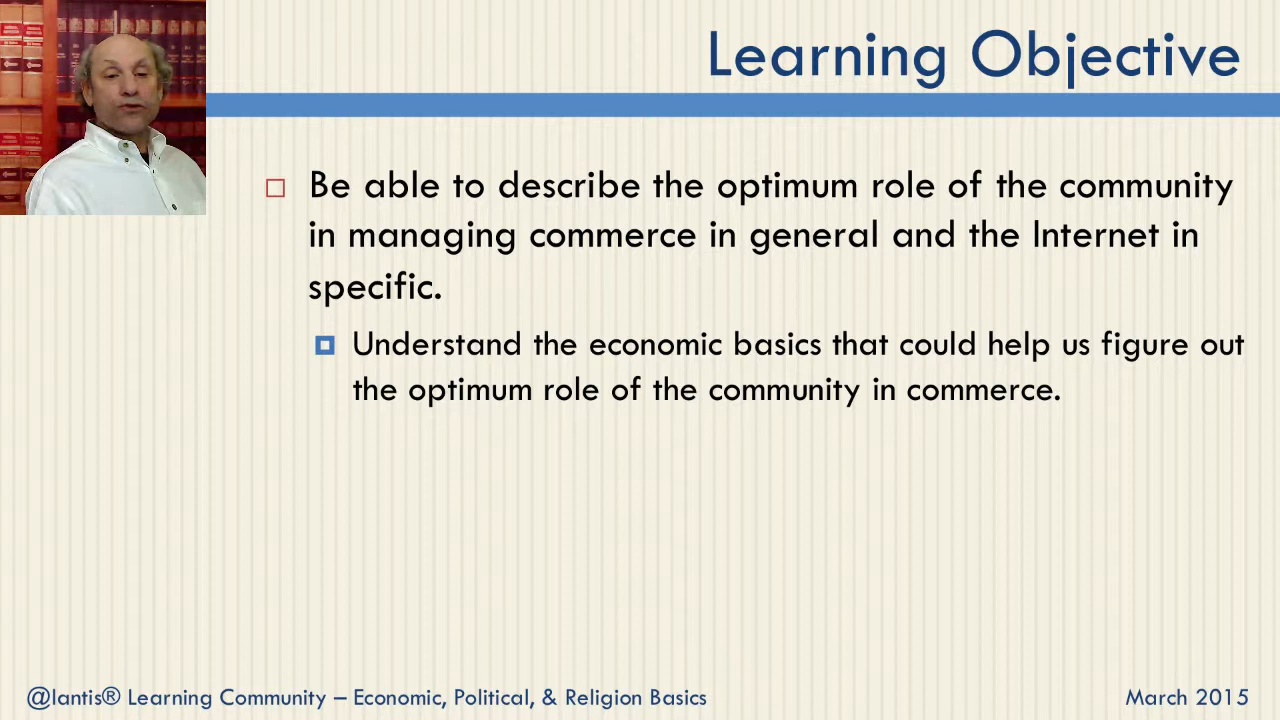 Learning Objective
Be able to describe the optimum role of the community
in managing commerce in general and the Internet in
specific.
Understand the economic basics that could help us figure out
the optimum role of the community in commerce.
@lantis® Learning Community – Economic, Political, & Religion Basics
March 2015